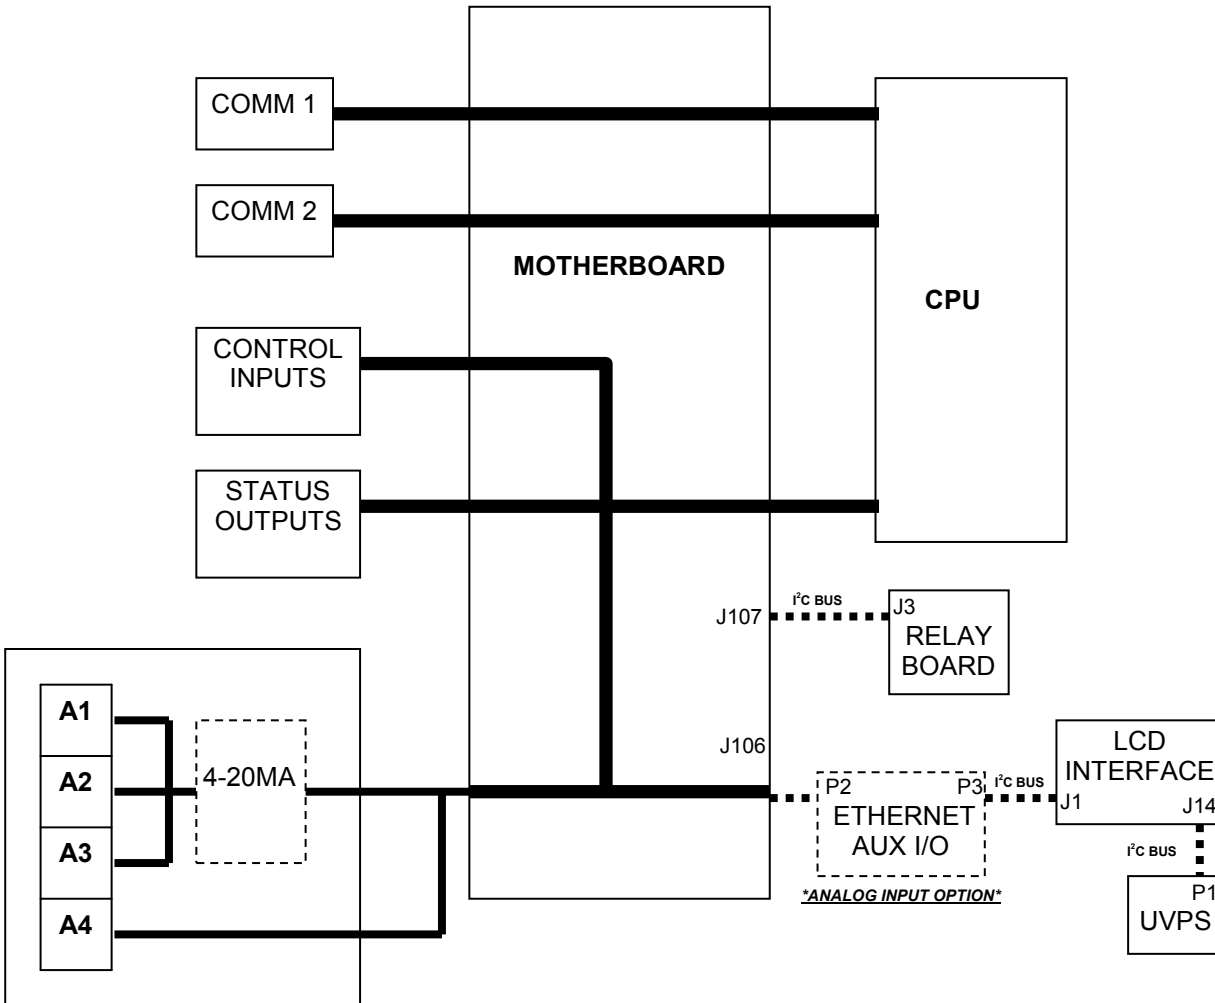 COMM 1
COMM 2
MOTHERBOARD
CPU
CONTROL
INPUTS
STATUS
OUTPUTS
J107
I²C BUS
J3
RELAY
BOARD
A1
A2
A3
A4
4-20MA
J106
P2
P3
ETHERNET
AUX I/O
*ANALOG INPUT OPTION*
I²C BUS
LCD
INTERFACE
J1
J14
I²C BUS
P1
UVPS